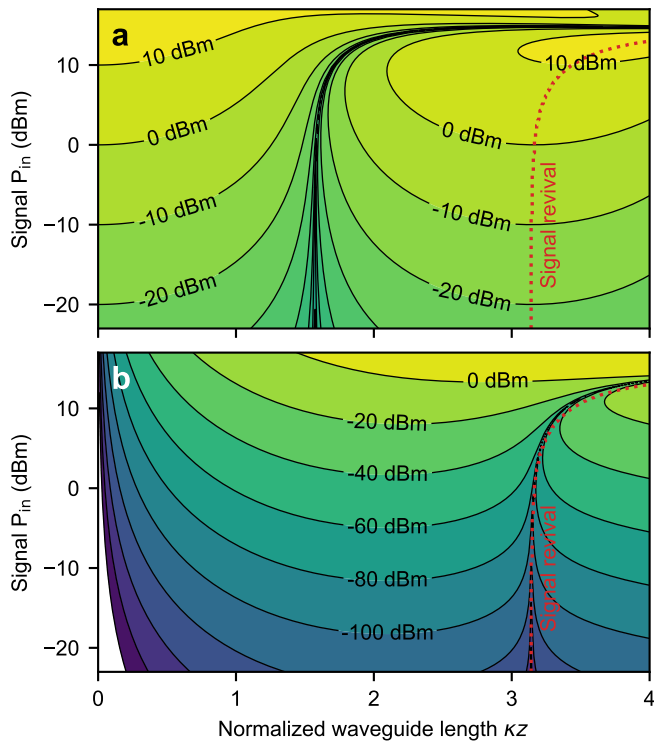 a
10 dBm
10 dBm
0 dBm
0 dBm
-10 dBm
-10 dBm
-20 dBm
-20 dBm
Signal revival
Signal P_in (dBm)
10
0
−10
−20
b
0 dBm
-20 dBm
-40 dBm
-60 dBm
-80 dBm
-100 dBm
Signal revival
Signal P_in (dBm)
10
0
−10
−20
0 1 2 3 4
Normalized waveguide length κz